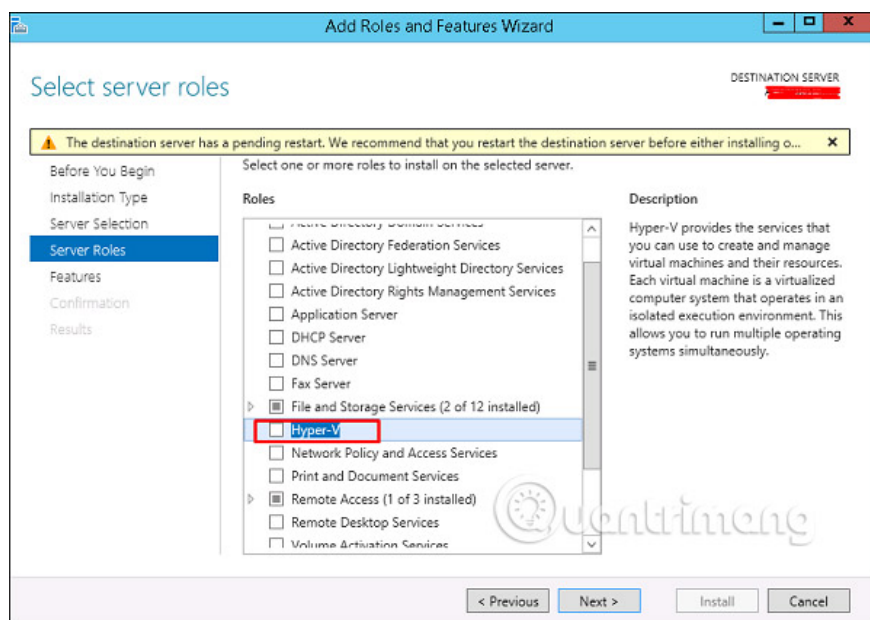 Add Roles and Features Wizard
Select server roles
DESTINATION SERVER
The destination server has a pending restart. We recommend that you restart the destination server before either installing o...
Before You Begin
Installation Type
Server Selection
Server Roles
Features
Confirmation
Results
Select one or more roles to install on the selected server.
Roles
Active Directory Domain Services
Active Directory Federation Services
Active Directory Lightweight Directory Services
Active Directory Rights Management Services
Application Server
DHCP Server
DNS Server
Fax Server
File and Storage Services (2 of 12 installed)
Hyper-V
Network Policy and Access Services
Print and Document Services
Remote Access (1 of 3 installed)
Remote Desktop Services
Volume Activation Services
Description
Hyper-V provides the services that
you can use to create and manage
virtual machines and their resources.
Each virtual machine is a virtualized
computer system that operates in an
isolated execution environment. This
allows you to run multiple operating
systems simultaneously.
Quantrimang
< Previous
Next >
Install
Cancel